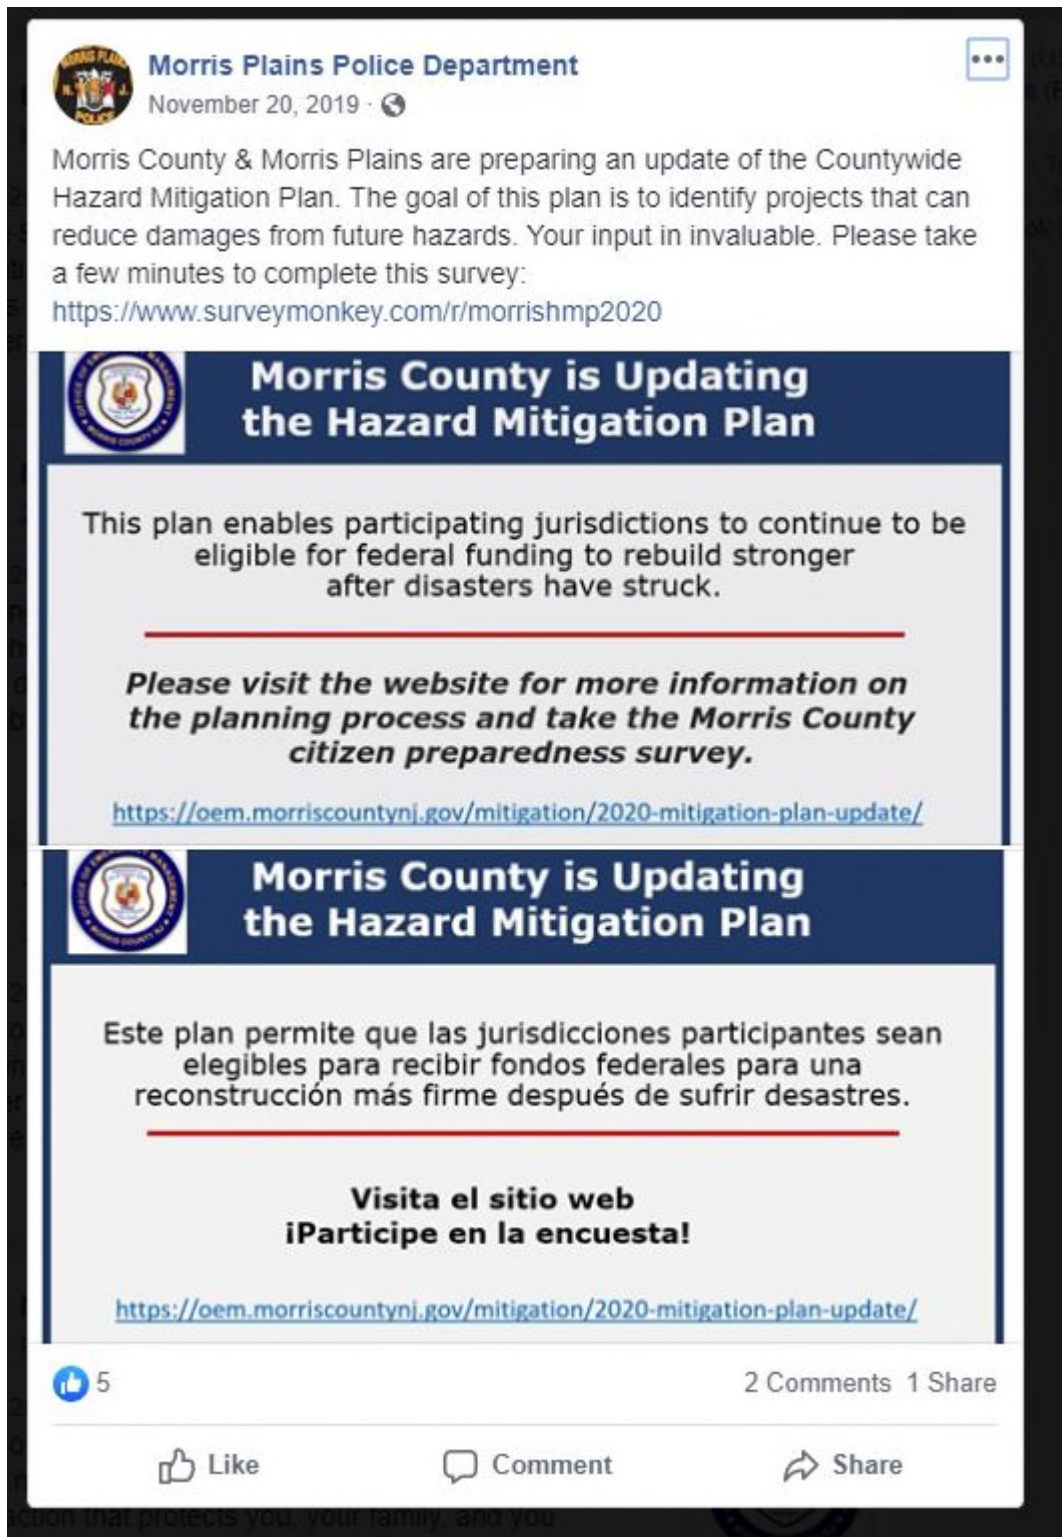 Morris Plains Police Department
November 20, 2019 ·
Morris County & Morris Plains are preparing an update of the Countywide
Hazard Mitigation Plan. The goal of this plan is to identify projects that can
reduce damages from future hazards. Your input in invaluable. Please take
a few minutes to complete this survey:
https://www.surveymonkey.com/r/morrishmp2020
Morris County is Updating
the Hazard Mitigation Plan
This plan enables participating jurisdictions to continue to be
eligible for federal funding to rebuild stronger
after disasters have struck.
Please visit the website for more information on
the planning process and take the Morris County
citizen preparedness survey.
https://oem.morriscountynj.gov/mitigation/2020-mitigation-plan-update/
Morris County is Updating
the Hazard Mitigation Plan
Este plan permite que las jurisdicciones participantes sean
elegibles para recibir fondos federales para una
reconstrucción más firme después de sufrir desastres.
Visita el sitio web
¡Participe en la encuesta!
https://oem.morriscountynj.gov/mitigation/2020-mitigation-plan-update/
5
2 Comments 1 Share
Like
Comment
Share
action that protects you, your family, and you